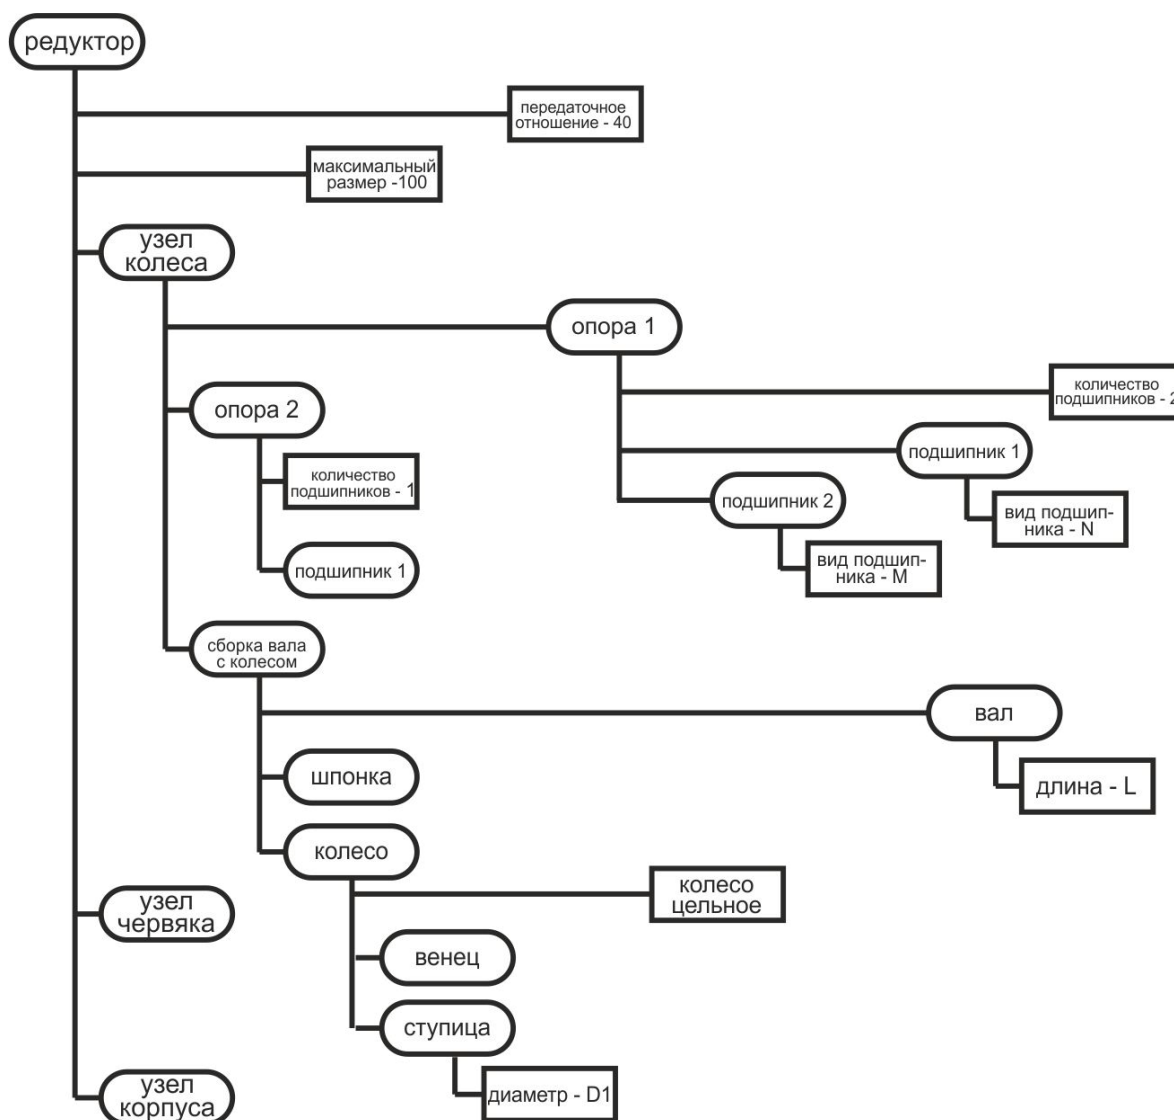 редуктор
передаточное
отношение - 40
максимальный
размер -100
узел
колеса
опора 1
количество
подшипников - 2
опора 2
подшипник 1
количество
подшипников - 1
подшипник 2
вид подшип-
ника - N
вид подшип-
ника - M
подшипник 1
сборка вала
с колесом
вал
шпонка
длина - L
колесо
колесо
цельное
узел
червяка
венец
ступица
диаметр - D1
узел
корпуса